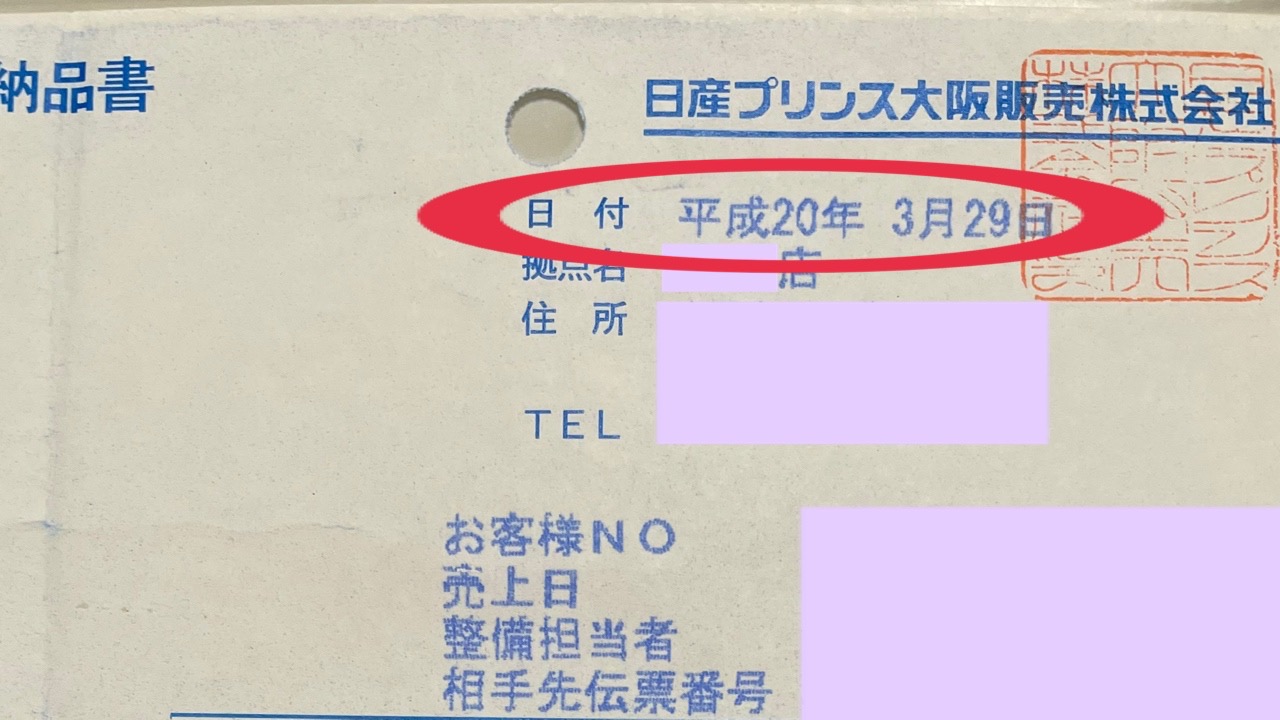 納品書
日産プリンス大阪販売株式会社
日 付 平成20年 3月29日
拠点名 店
住 所
TEL
お客様NO
売上日
整備担当者
相手先伝票番号